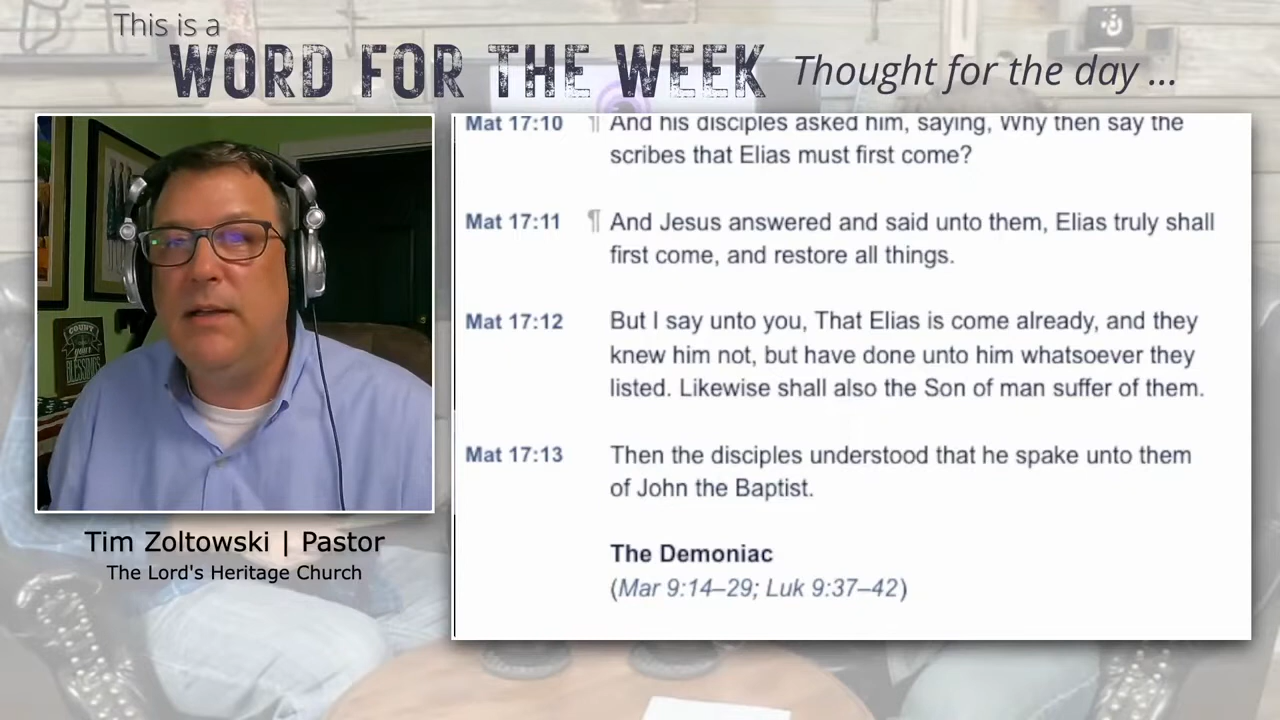 This is a
WORD FOR THE WEEK
Thought for the day ...
Mat 17:10 ¶ And his disciples asked him, saying, Why then say the
scribes that Elias must first come?
Mat 17:11 ¶ And Jesus answered and said unto them, Elias truly shall
first come, and restore all things.
Mat 17:12 But I say unto you, That Elias is come already, and they
knew him not, but have done unto him whatsoever they
listed. Likewise shall also the Son of man suffer of them.
Mat 17:13 Then the disciples understood that he spake unto them
of John the Baptist.
The Demoniac
(Mar 9:14–29; Luk 9:37–42)
COUNT
your
BLESSINGS
Tim Zoltowski | Pastor
The Lord's Heritage Church